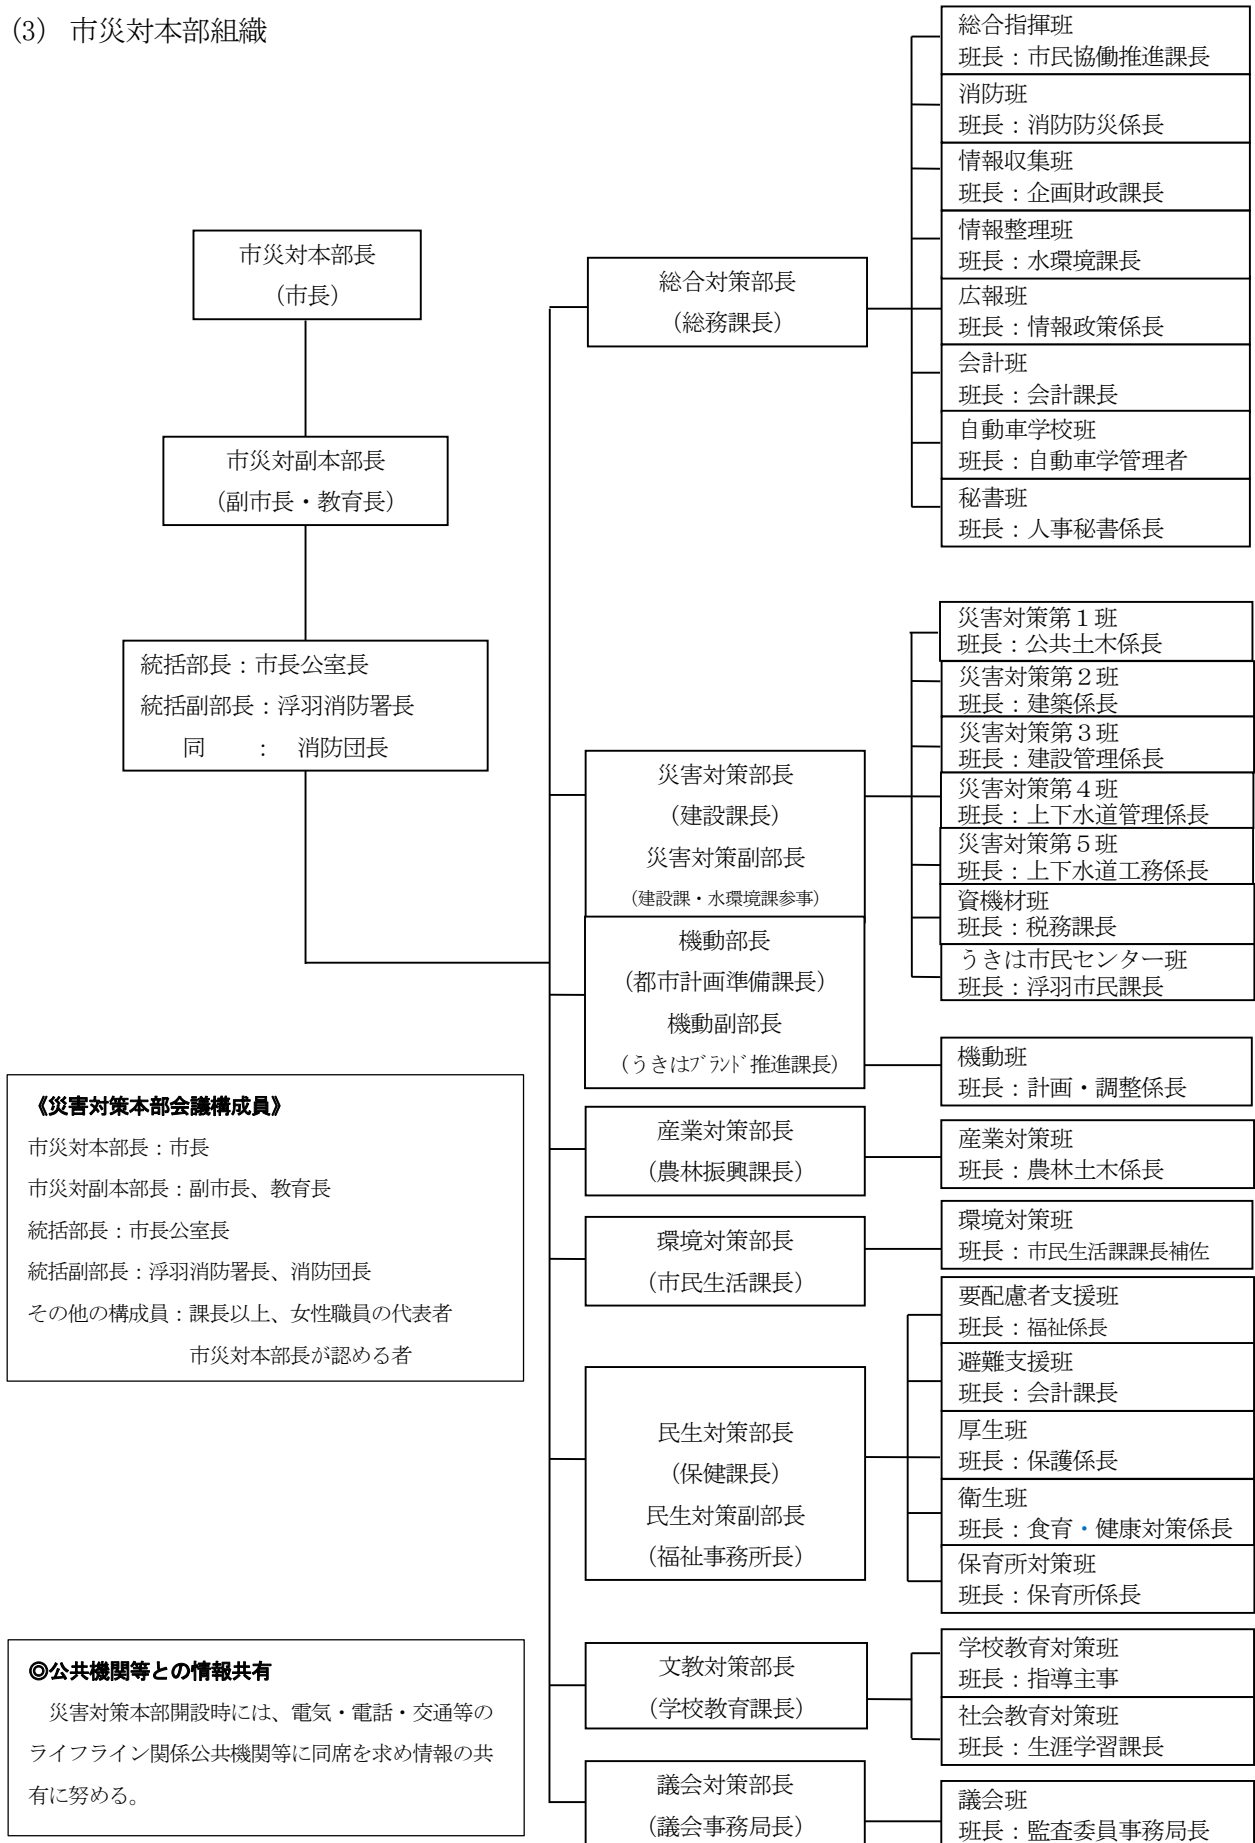 (3) 市災対本部組織
市災対本部長
(市長)
市災対副本部長
(副市長・教育長)
統括部長：市長公室長
統括副部長：浮羽消防署長
同　　：　消防団長
《災害対策本部会議構成員》
市災対本部長：市長
市災対副本部長：副市長、教育長
統括部長：市長公室長
統括副部長：浮羽消防署長、消防団長
その他の構成員：課長以上、女性職員の代表者
市災対本部長が認める者
◎公共機関等との情報共有
災害対策本部開設時には、電気・電話・交通等の
ライフライン関係公共機関等に同席を求め情報の共
有に努める。
総合対策部長
(総務課長)
総合指揮班
班長：市民協働推進課長
消防班
班長：消防防災係長
情報収集班
班長：企画財政課長
情報整理班
班長：水環境課長
広報班
班長：情報政策係長
会計班
班長：会計課長
自動車学校班
班長：自動車学管理者
秘書班
班長：人事秘書係長
災害対策部長
(建設課長)
災害対策副部長
(建設課・水環境課参事)
災害対策第１班
班長：公共土木係長
災害対策第２班
班長：建築係長
災害対策第３班
班長：建設管理係長
災害対策第４班
班長：上下水道管理係長
災害対策第５班
班長：上下水道工務係長
資機材班
班長：税務課長
うきは市民センター班
班長：浮羽市民課長
機動部長
(都市計画準備課長)
機動副部長
(うきはﾌﾞﾗﾝﾄﾞ推進課長)
機動班
班長：計画・調整係長
産業対策部長
(農林振興課長)
産業対策班
班長：農林土木係長
環境対策部長
(市民生活課長)
環境対策班
班長：市民生活課課長補佐
民生対策部長
(保健課長)
民生対策副部長
(福祉事務所長)
要配慮者支援班
班長：福祉係長
避難支援班
班長：会計課長
厚生班
班長：保護係長
衛生班
班長：食育・健康対策係長
保育所対策班
班長：保育所係長
文教対策部長
(学校教育課長)
学校教育対策班
班長：指導主事
社会教育対策班
班長：生涯学習課長
議会対策部長
(議会事務局長)
議会班
班長：監査委員事務局長